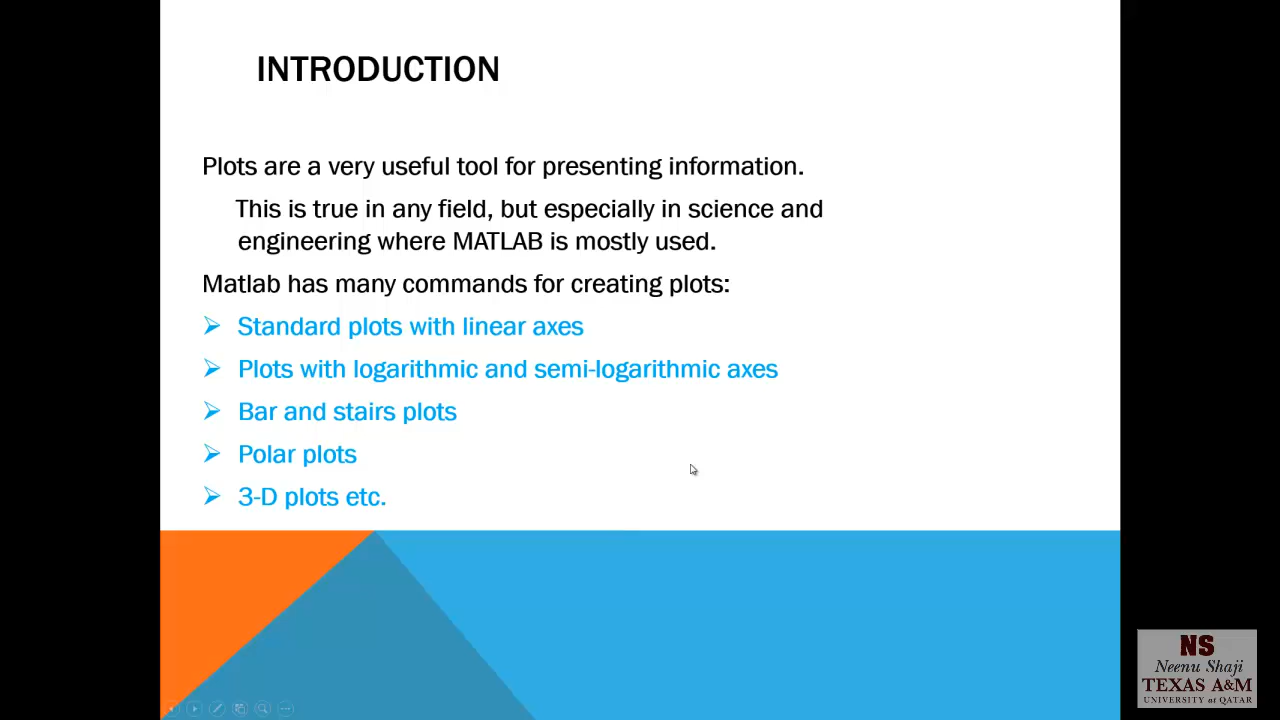 INTRODUCTION
Plots are a very useful tool for presenting information.
This is true in any field, but especially in science and
engineering where MATLAB is mostly used.
Matlab has many commands for creating plots:
Standard plots with linear axes
Plots with logarithmic and semi-logarithmic axes
Bar and stairs plots
Polar plots
3-D plots etc.
NS
Neenu Shaji
TEXAS A&M
UNIVERSITY at QATAR